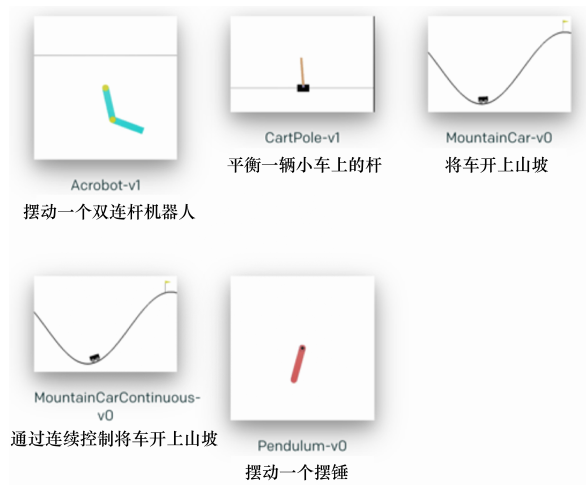 Acrobot-v1
摆动一个双连杆机器人
CartPole-v1
平衡一辆小车上的杆
MountainCar-v0
将车开上山坡
MountainCarContinuous-
v0
通过连续控制将车开上山坡
Pendulum-v0
摆动一个摆锤